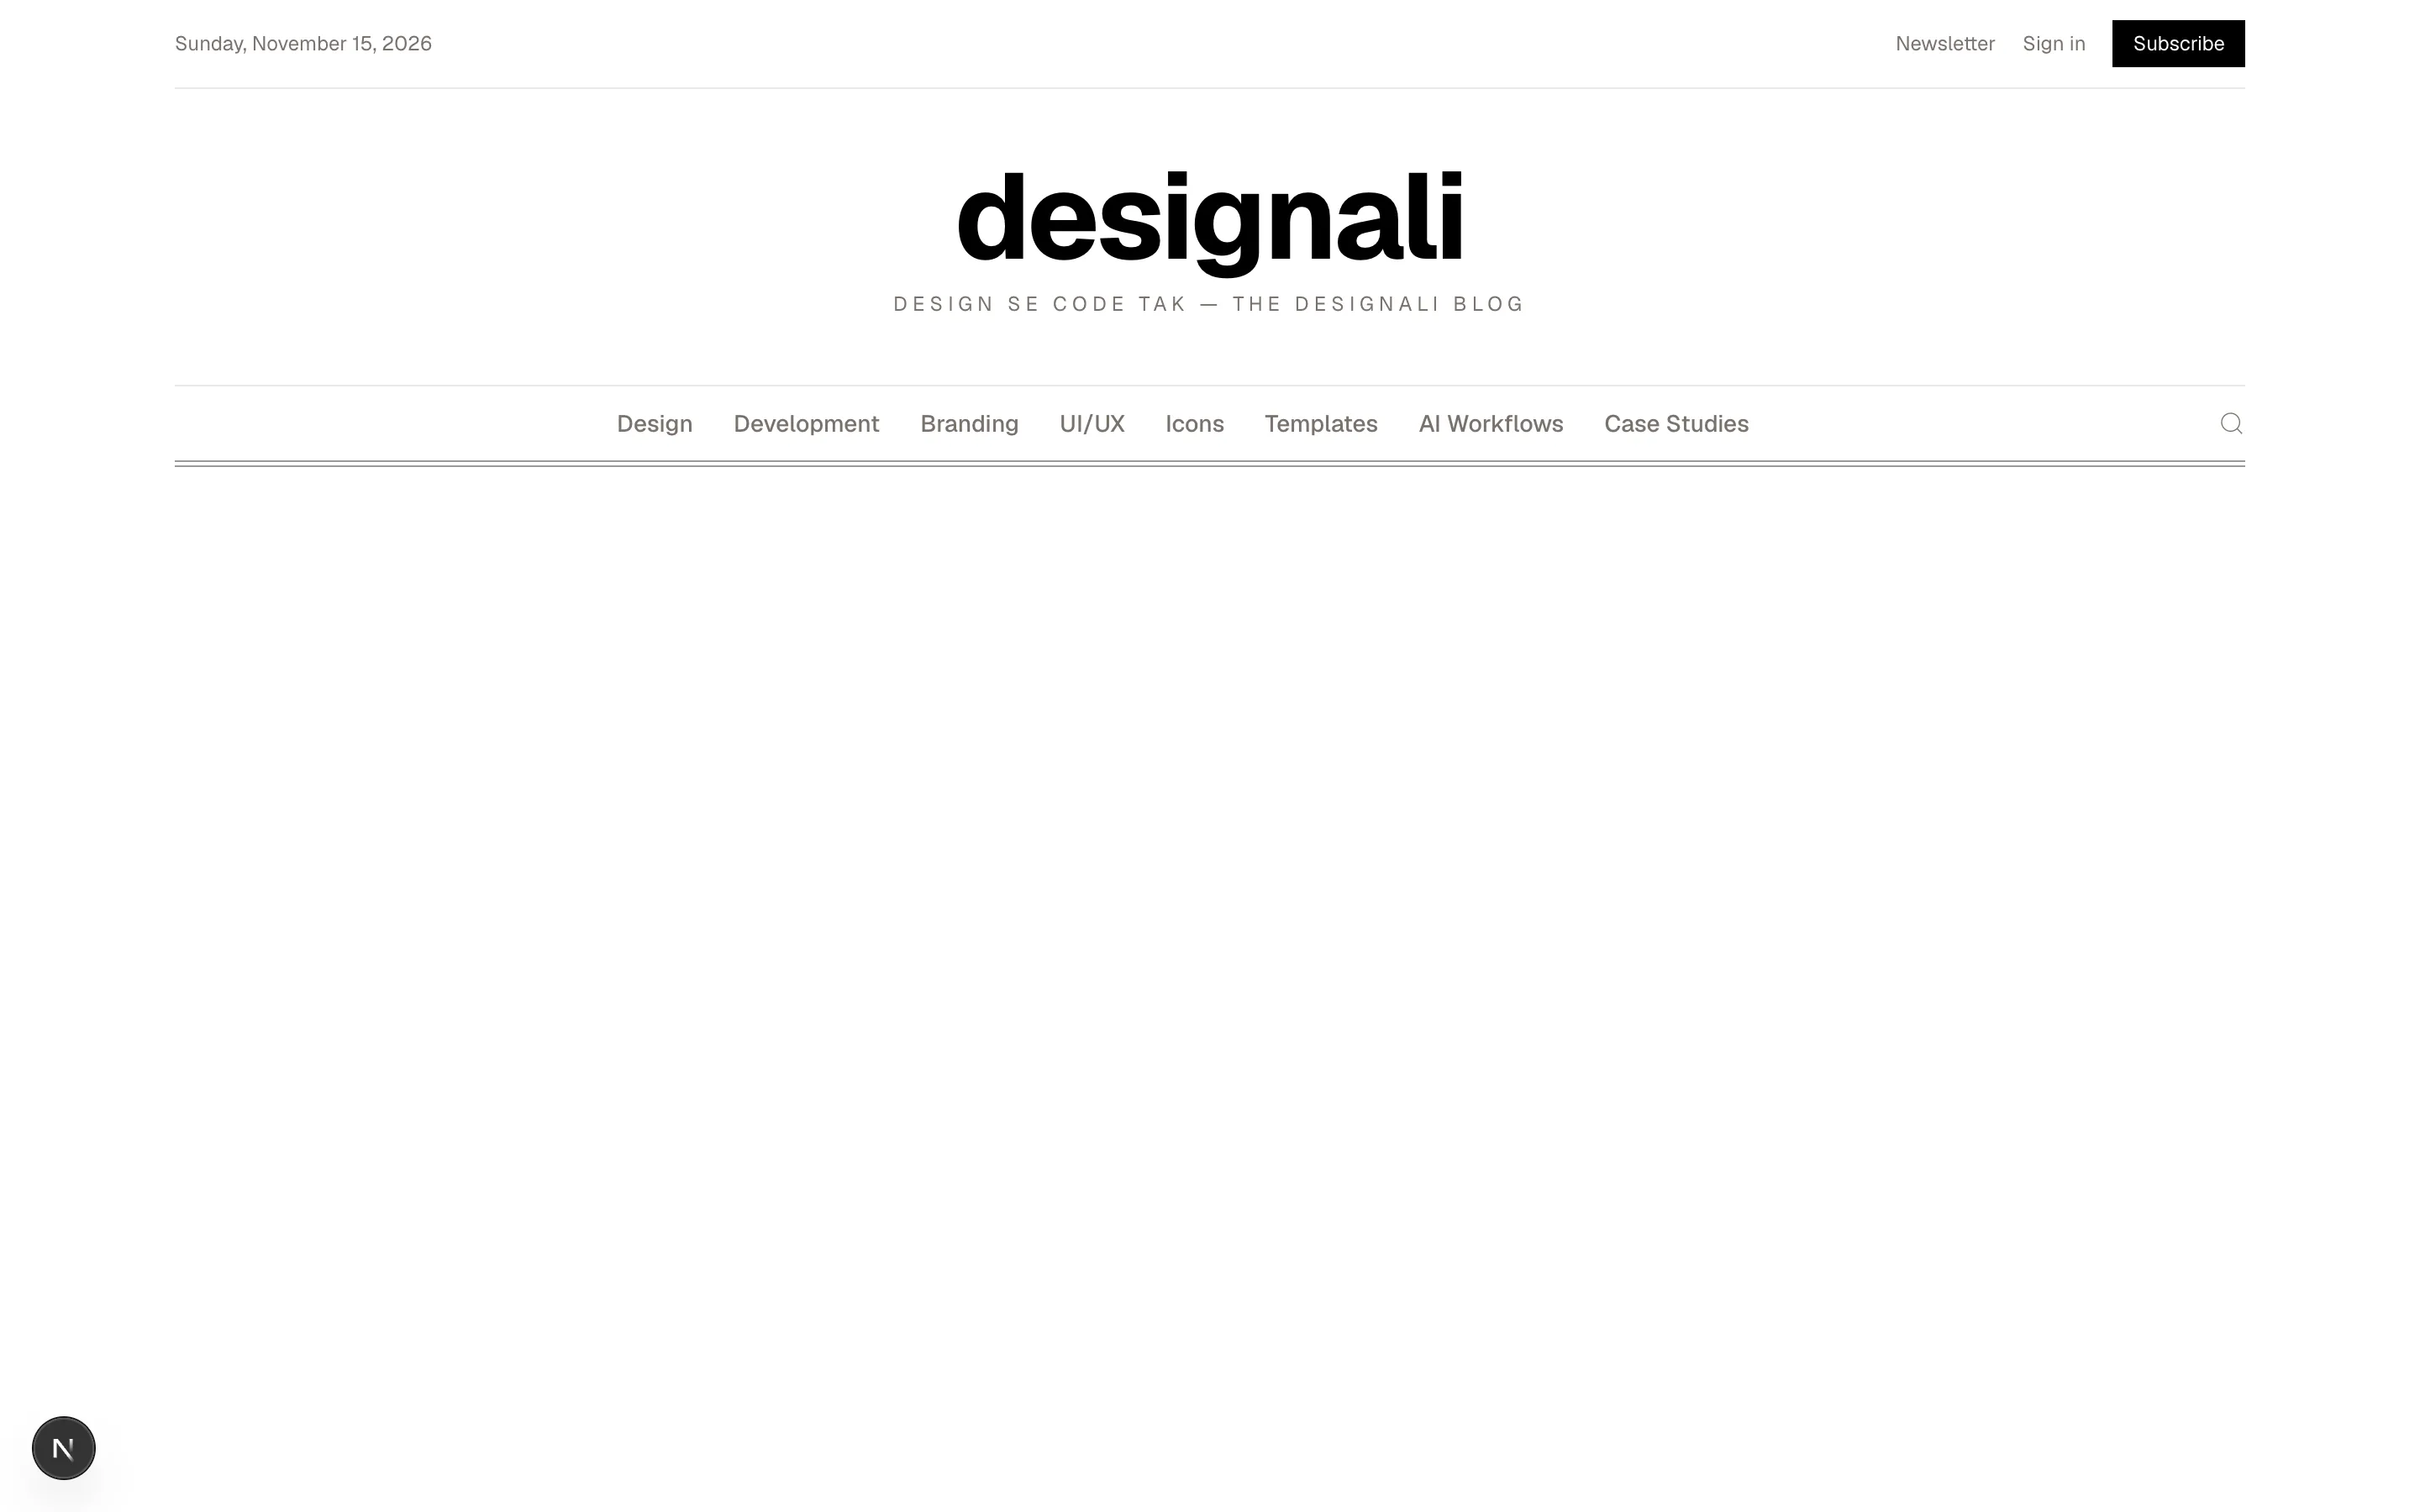 Sunday, November 15, 2026
Newsletter Sign in Subscribe
designali
DESIGN SE CODE TAK — THE DESIGNALI BLOG
Design Development Branding UI/UX Icons Templates AI Workflows Case Studies
N